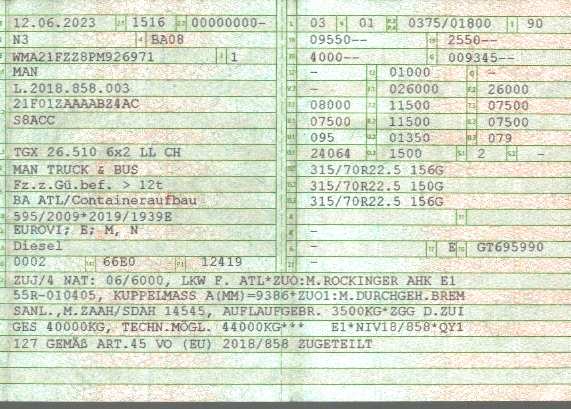 12.06.2023 1516 00000000- 03 01 0375/01800 90
N3 BA08 09550-- 2550--
WMA21FZZ8PM926971 1 4000-- 009345--
MAN - 01000 -
L.2018.858.003 - 026000 26000
21F01ZAAAABZ4AC 08000 11500 07500
S8ACC 07500 11500 07500
095 01350 079
TGX 26.510 6x2 LL CH 24064 1500 2 -
MAN TRUCK & BUS 315/70R22.5 156G
Fz.z.Gü.bef. > 12t 315/70R22.5 150G
BA ATL/Containeraufbau 315/70R22.5 156G
595/2009*2019/1939E -
EUROVI; E; M, N -
Diesel - E GT695990
0002 66E0 12419 -
ZUJ/4 NAT: 06/6000, LKW F. ATL*ZUO:M.ROCKINGER AHK E1
55R-010405, KUPPELMASS A(MM)=9386*ZUO1:M.DURCHGEH.BREM
SANL.,M.ZAAH/SDAH 14545, AUFLAUFGEBR. 3500KG*ZGG D.ZUI
GES 40000KG, TECHN.MÖGL. 44000KG*** E1*NIV18/858*QY1
127 GEMÄß ART.45 VO (EU) 2018/858 ZUGETEILT